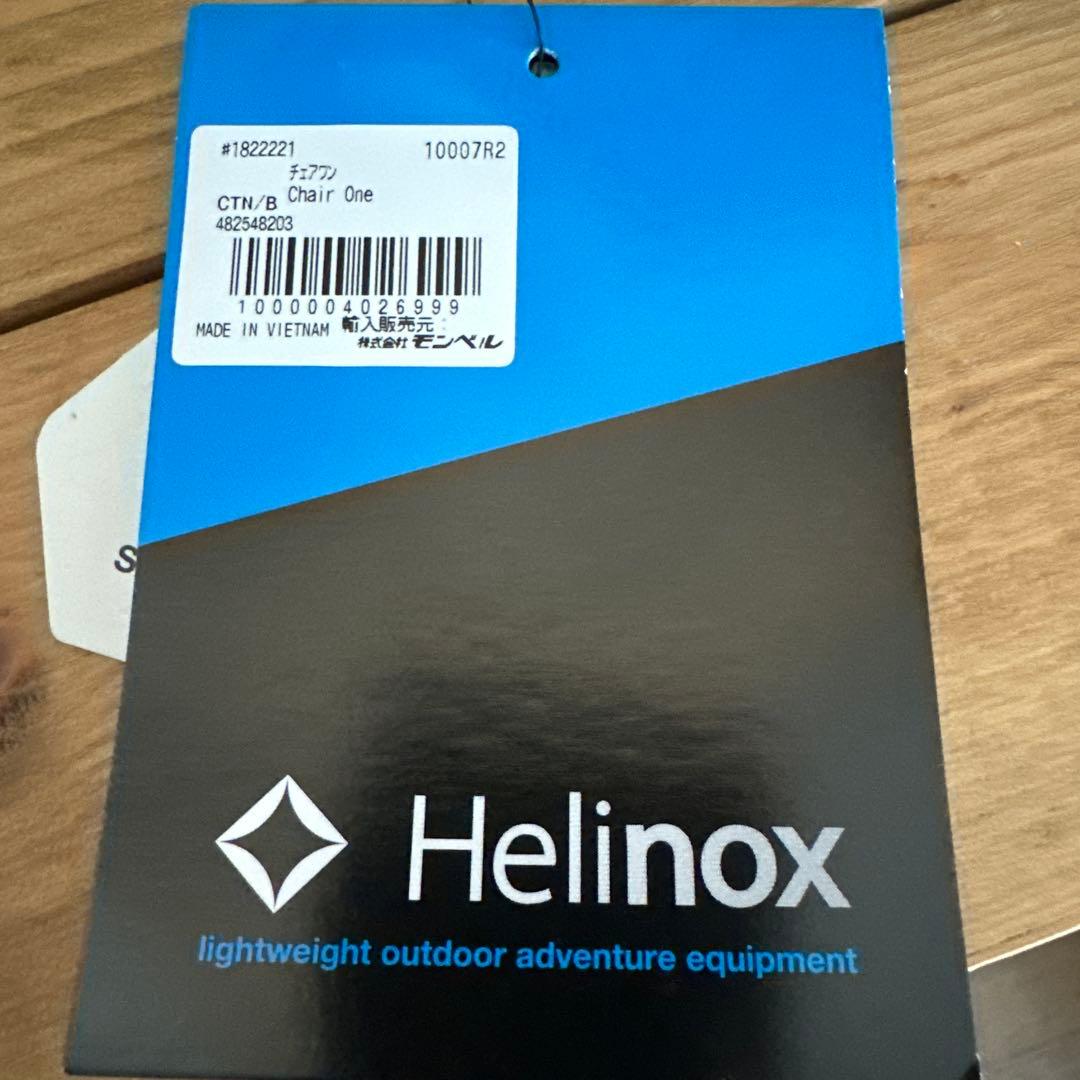 #1822221 10007R2
チェアワン
CTN/B Chair One
482548203
1000004026999
MADE IN VIETNAM 輸入販売元:
株式会社 モンベル
S
Helinox
lightweight outdoor adventure equipment